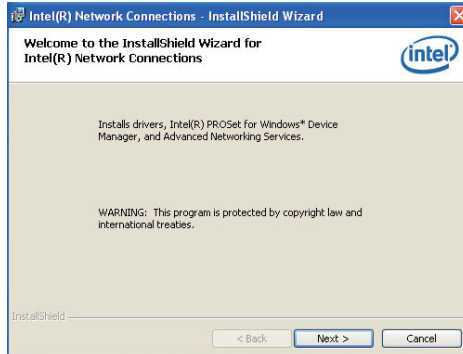 Intel(R) Network Connections - InstallShield Wizard
Welcome to the InstallShield Wizard for
Intel(R) Network Connections
intel
Installs drivers, Intel(R) PROSet for Windows* Device
Manager, and Advanced Networking Services.
WARNING: This program is protected by copyright law and
international treaties.
InstallShield
< Back
Next >
Cancel